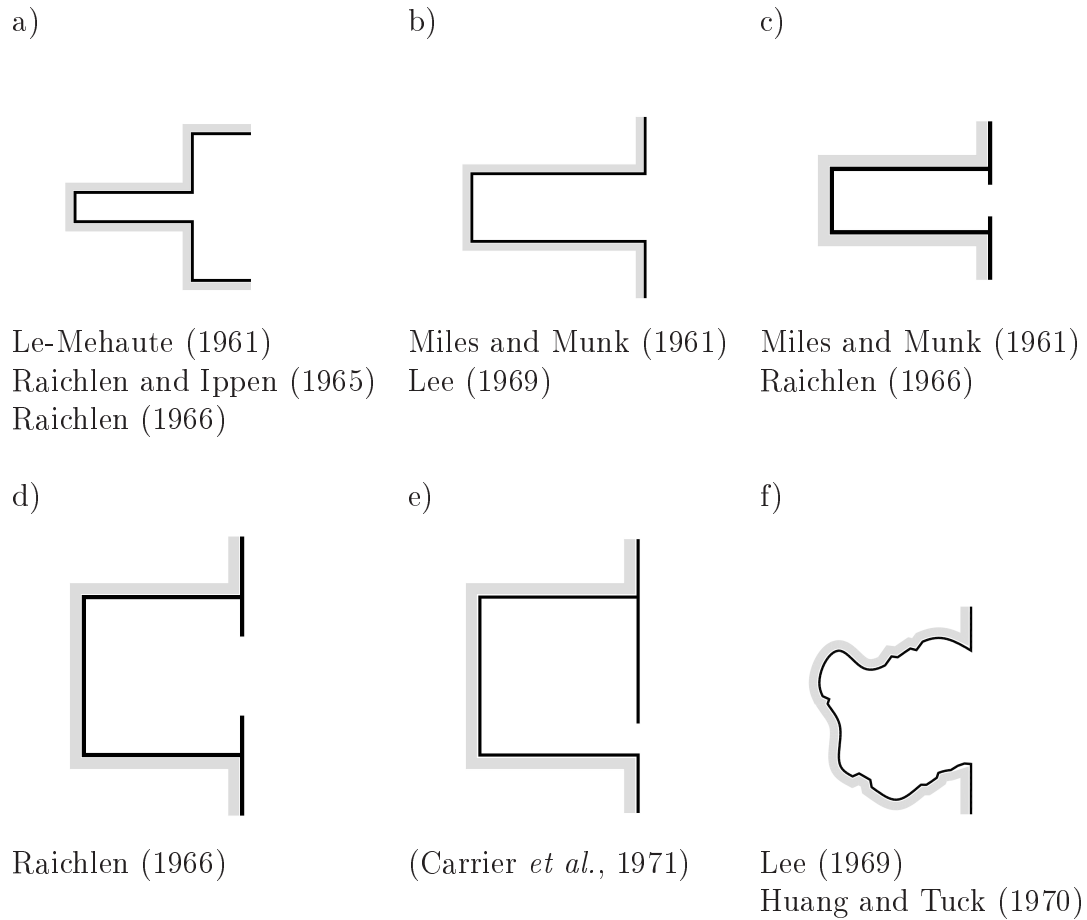 a)
b)
c)
Le-Mehaute (1961)
Raichlen and Ippen (1965)
Raichlen (1966)
Miles and Munk (1961)
Lee (1969)
Miles and Munk (1961)
Raichlen (1966)
d)
e)
f)
Raichlen (1966)
(Carrier et al., 1971)
Lee (1969)
Huang and Tuck (1970)